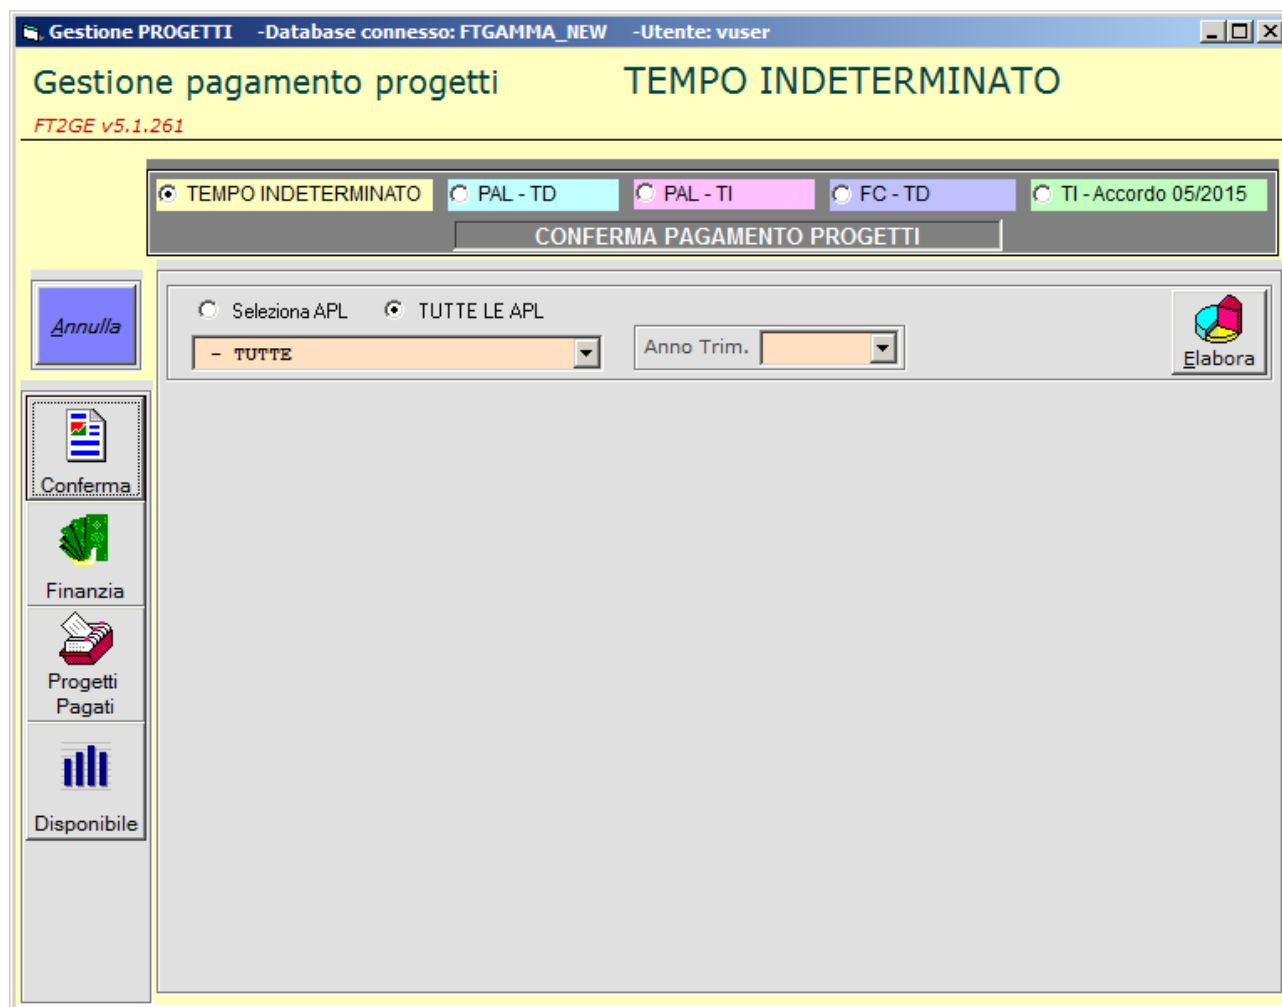 Gestione PROGETTI -Database connesso: FTGAMMA_NEW -Utente: vuser
Gestione pagamento progetti TEMPO INDETERMINATO
FT2GE v5.1.261
TEMPO INDETERMINATO PAL - TD PAL - TI FC - TD TI - Accordo 05/2015
CONFERMA PAGAMENTO PROGETTI
Annulla
Seleziona APL TUTTE LE APL
- TUTTE
Anno Trim.
Elabora
Conferma
Finanzia
Progetti
Pagati
Disponibile